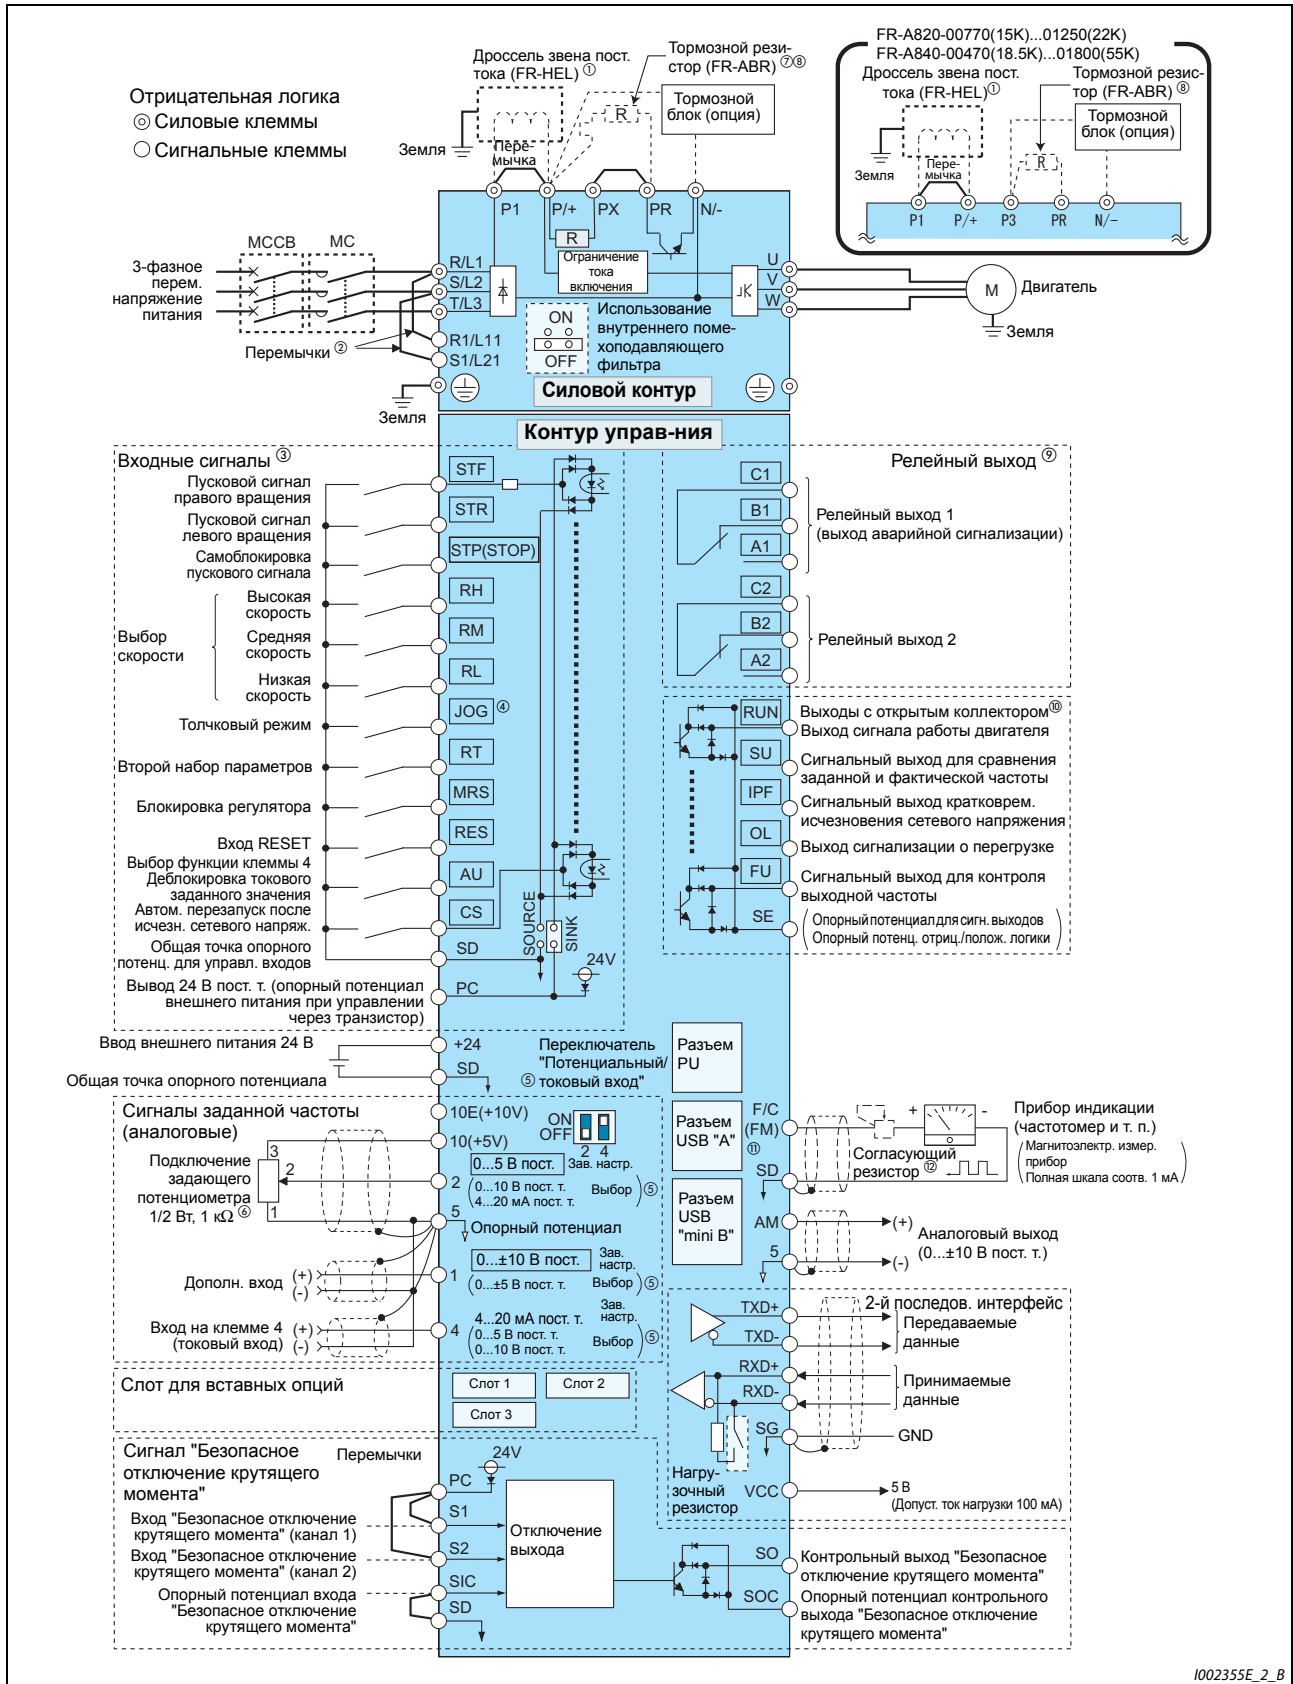 FR-A820-00770(15K)...01250(22K)
FR-A840-00470(18.5K)...01800(55K)
Дроссель звена пост.
тока (FR-HEL) ①
Тормозной рези-
стор (FR-ABR) ⑦⑧
Тормозной
блок (опция)
R
Земля
Пере-
мычка
Дроссель звена пост.
тока (FR-HEL) ①
Тормозной резис-
тор (FR-ABR) ⑧
Тормозной
блок (опция)
R
Земля
Пере-
мычка
P1 P/+ P3 PR N/-
Отрицательная логика
Силовые клеммы
Сигнальные клеммы
P1 P/+ PX PR N/-
R
Ограничение
тока
включения
MCCB MC
3-фазное
перем.
напряжение
питания
R/L1
S/L2
T/L3
R1/L11
S1/L21
Перемычки ②
Земля
U
V
W
M
Двигатель
Земля
ON
OFF
Использование
внутреннего поме-
хоподавляющего
фильтра
Силовой контур
Контур управ-ния
Входные сигналы ③
Пусковой сигнал
правого вращения
STF
Пусковой сигнал
левого вращения
STR
Самоблокировка
пускового сигнала
STP(STOP)
Выбор
скорости
Высокая
скорость
RH
Средняя
скорость
RM
Низкая
скорость
RL
Толчковый режим
JOG ④
Второй набор параметров
RT
Блокировка регулятора
MRS
Вход RESET
RES
Выбор функции клеммы 4
Деблокировка токового
заданного значения
AU
Автом. перезапуск после
исчезн. сетевого напряж.
CS
Общая точка опорного
потенц. для управл. входов
SD
SOURCE
SINK
24V
Вывод 24 В пост. т. (опорный потенциал
внешнего питания при управлении
через транзистор)
PC
Релейный выход ⑨
C1
B1
A1
Релейный выход 1
(выход аварийной сигнализации)
C2
B2
A2
Релейный выход 2
RUN
Выходы с открытым коллектором ⑩
Выход сигнала работы двигателя
SU
Сигнальный выход для сравнения
заданной и фактической частоты
IPF
Сигнальный выход кратковрем.
исчезновения сетевого напряжения
OL
Выход сигнализации о перегрузке
FU
Сигнальный выход для контроля
выходной частоты
SE
Опорный потенциал для сигн. выходов
Опорный потенц. отриц./полож. логики
Ввод внешнего питания 24 В
+24
Общая точка опорного потенциала
SD
Переключатель
"Потенциальный/
⑤ токовый вход"
Разъем
PU
Разъем
USB "A"
Разъем
USB
"mini B"
Сигналы заданной частоты
(аналоговые)
10E(+10V)
10(+5V)
ON
OFF
2 4
Подключение
задающего
потенциометра
1/2 Вт, 1 kΩ ⑥
3
2
1
0...5 В пост.
Зав. настр.
2
(0...10 В пост. т.
4...20 мА пост. т.
Выбор) ⑤
5
Опорный потенциал
0...±10 В пост.
Зав.
настр.
Дополн. вход
(+)
(-)
1
(0...±5 В пост. т.
Выбор) ⑤
Зав.
настр.
4...20 мА пост. т.
Вход на клемме 4
(токовый вход)
(+)
(-)
4
(0...5 В пост. т.
0...10 В пост. т.
Выбор) ⑤
F/C
(FM)
⑪
+ -
Прибор индикации
(частотомер и т. п.)
Согласующий
резистор ⑫
(Магнитоэлектр. измер.
прибор
Полная шкала соотв. 1 мА)
SD
AM
(+)
Аналоговый выход
(0...±10 В пост. т.)
5
(-)
2-й последов. интерфейс
TXD+
TXD-
Передаваемые
данные
RXD+
RXD-
Принимаемые
данные
SG
GND
Нагру-
зочный
резистор
VCC
5 В
(Допуст. ток нагрузки 100 мА)
Слот для вставных опций
Слот 1
Слот 2
Слот 3
Сигнал "Безопасное
отключение крутящего
момента"
Перемычки
24V
PC
Вход "Безопасное отключение
крутящего момента" (канал 1)
S1
Вход "Безопасное отключение
крутящего момента" (канал 2)
S2
Опорный потенциал входа
"Безопасное отключение
крутящего момента"
SIC
SD
Отключение
выхода
SO
Контрольный выход "Безопасное
отключение крутящего момента"
SOC
Опорный потенциал контрольного
выхода "Безопасное отключение
крутящего момента"
I002355E_2_B